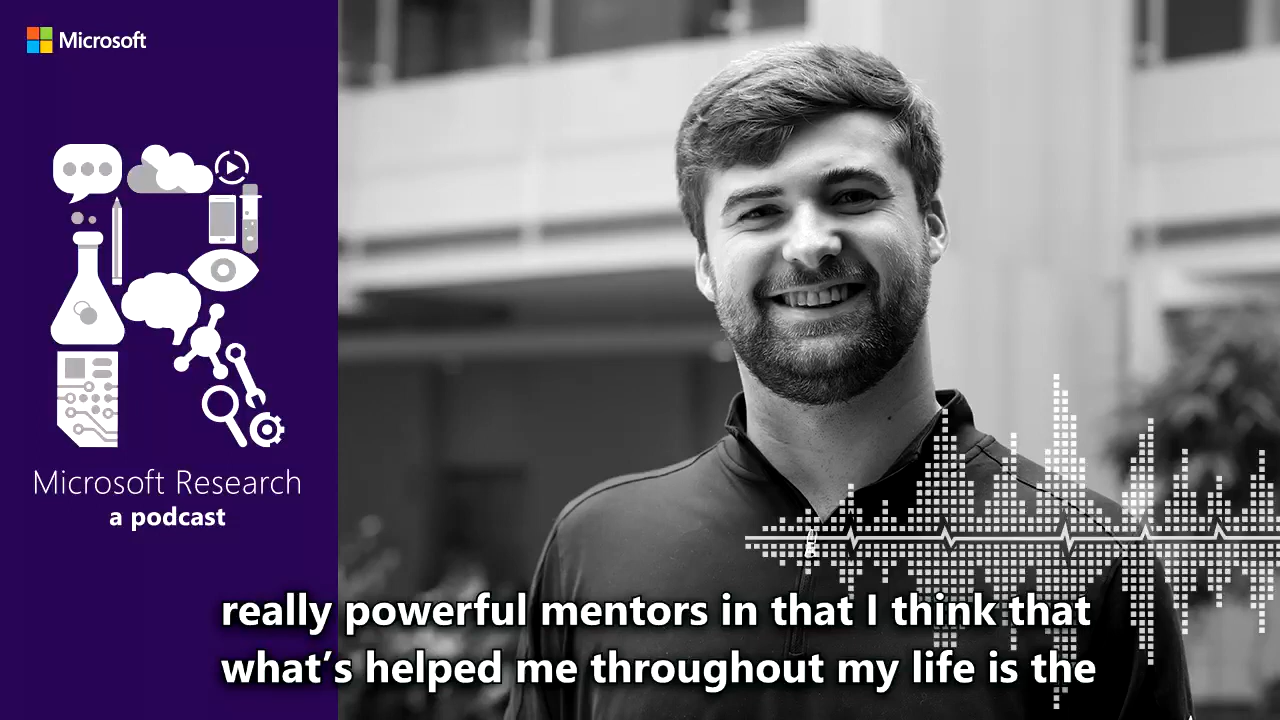 Microsoft
Microsoft Research
a podcast
really powerful mentors in that I think that
what’s helped me throughout my life is the